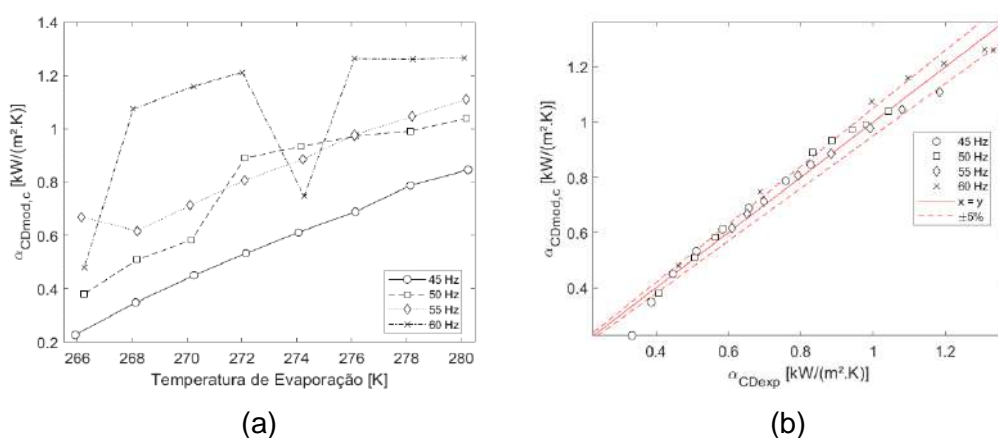 1.4
1.2
1
0.8
0.6
0.4
0.2
266 268 270 272 274 276 278 280
Temperatura de Evaporação [K]
α_CDmod,c [kW/(m².K)]
45 Hz
50 Hz
55 Hz
60 Hz
(a)
1.2
1
0.8
0.6
0.4
0.4 0.6 0.8 1 1.2
α_CDexp [kW/(m².K)]
α_CDmod,c [kW/(m².K)]
45 Hz
50 Hz
55 Hz
60 Hz
x = y
±5%
(b)